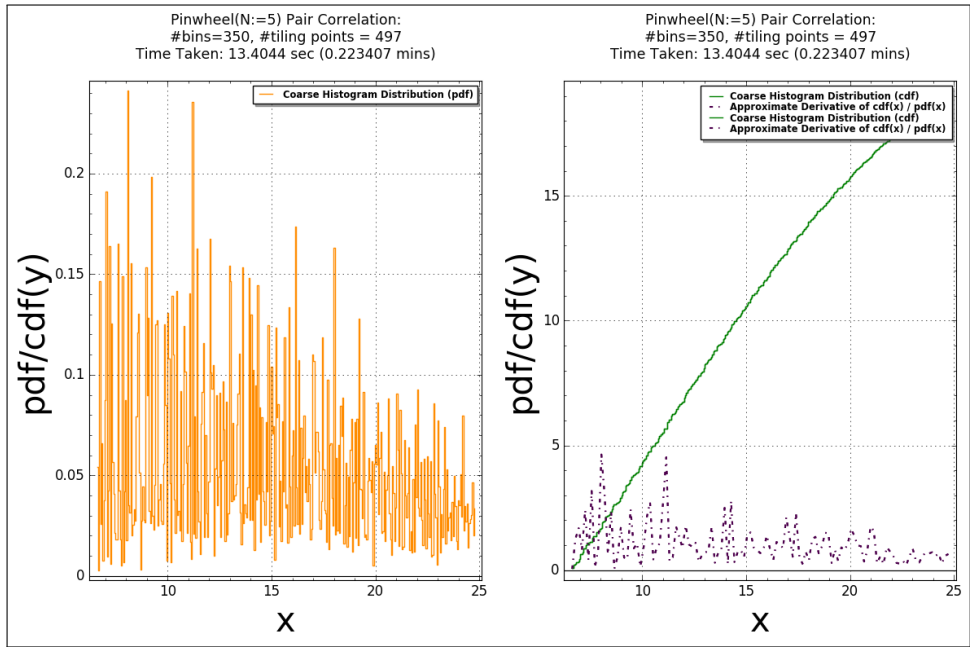 Pinwheel(N:=5) Pair Correlation:
#bins=350, #tiling points = 497
Time Taken: 13.4044 sec (0.223407 mins)
Coarse Histogram Distribution (pdf)
pdf/cdf(y)
0.2
0.15
0.1
0.05
0
10
15
20
25
x
Pinwheel(N:=5) Pair Correlation:
#bins=350, #tiling points = 497
Time Taken: 13.4044 sec (0.223407 mins)
Coarse Histogram Distribution (cdf)
Approximate Derivative of cdf(x) / pdf(x)
Coarse Histogram Distribution (cdf)
Approximate Derivative of cdf(x) / pdf(x)
pdf/cdf(y)
15
10
5
0
10
15
20
25
x